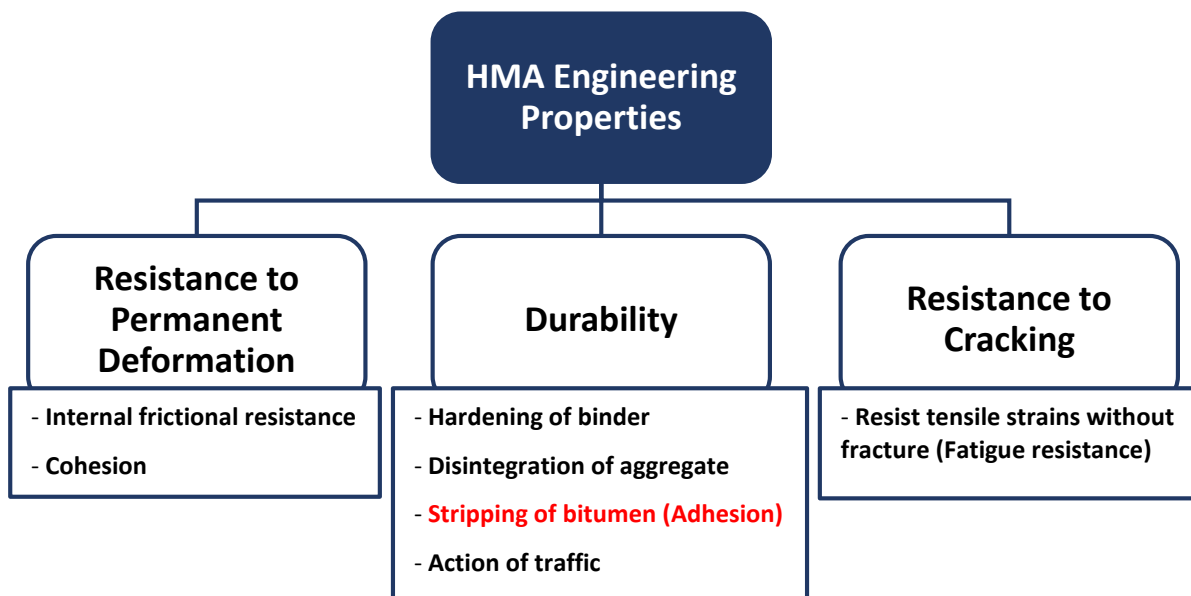 HMA Engineering
Properties
Resistance to
Permanent
Deformation
- Internal frictional resistance
- Cohesion
Durability
- Hardening of binder
- Disintegration of aggregate
- Stripping of bitumen (Adhesion)
- Action of traffic
Resistance to
Cracking
- Resist tensile strains without
fracture (Fatigue resistance)